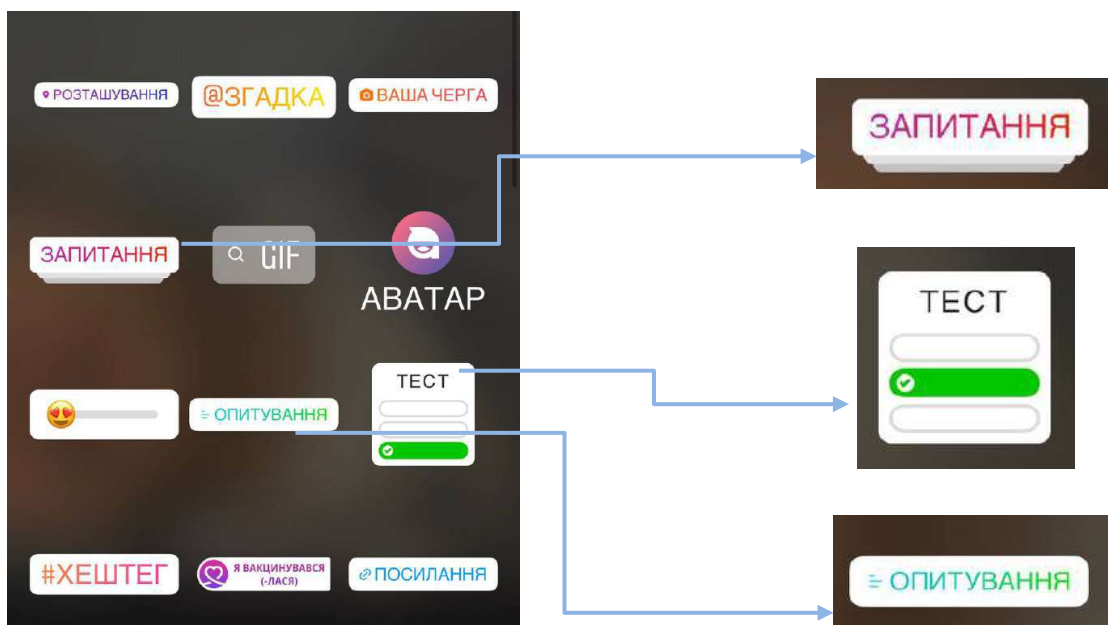 РОЗТАШУВАННЯ
@ЗГАДКА
ВАША ЧЕРГА
ЗАПИТАННЯ
GIF
АВАТАР
ТЕСТ
ОПИТУВАННЯ
#ХЕШТЕГ
Я ВАКЦИНУВАВСЯ
(-ЛАСЯ)
ПОСИЛАННЯ
ЗАПИТАННЯ
ТЕСТ
ОПИТУВАННЯ